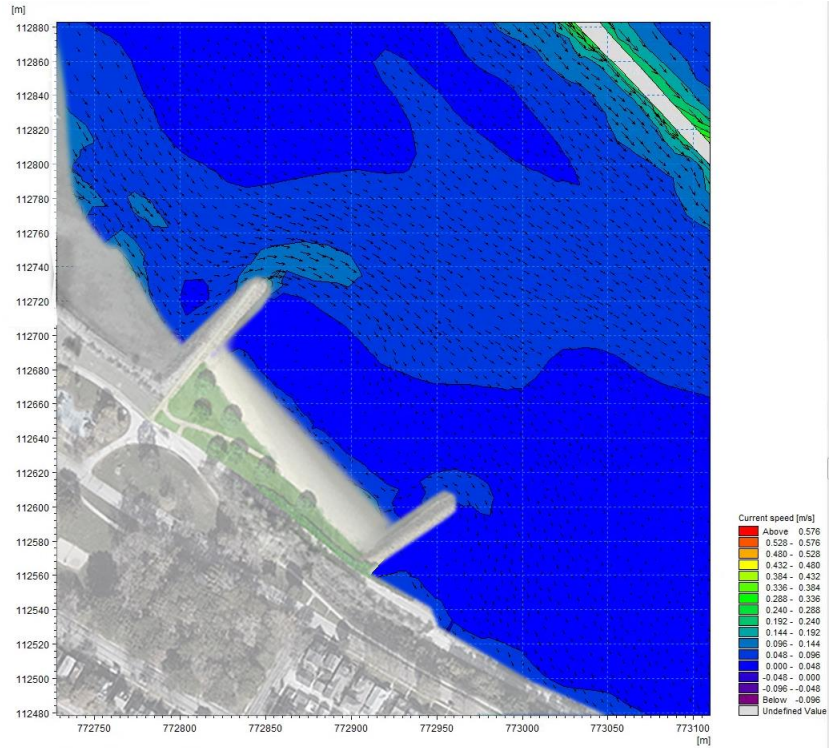 [m]
112880
112860
112840
112820
112800
112780
112760
112740
112720
112700
112680
112660
112640
112620
112600
112580
112560
112540
112520
112500
112480
772750 772800 772850 772900 772950 773000 773050 773100
[m]
Current speed [m/s]
Above 0.576
0.528 - 0.576
0.480 - 0.528
0.432 - 0.480
0.384 - 0.432
0.336 - 0.384
0.288 - 0.336
0.240 - 0.288
0.192 - 0.240
0.144 - 0.192
0.096 - 0.144
0.048 - 0.096
0.000 - 0.048
-0.048 - 0.000
-0.096 - -0.048
Below -0.096
Undefined Value